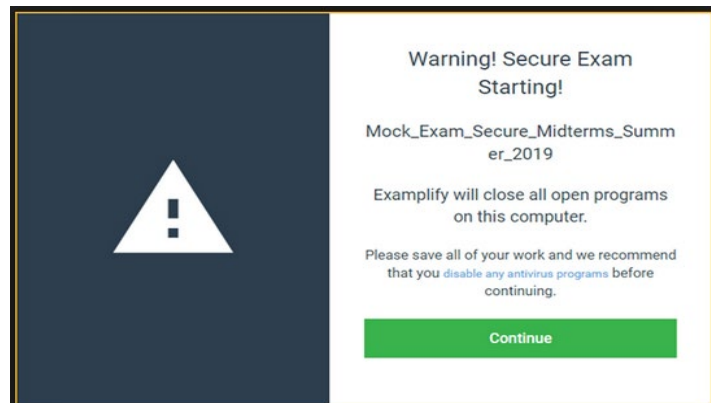 Warning! Secure Exam
Starting!
Mock_Exam_Secure_Midterms_Summ
er_2019
Examplify will close all open programs
on this computer.
Please save all of your work and we recommend
that you disable any antivirus programs before
continuing.
Continue